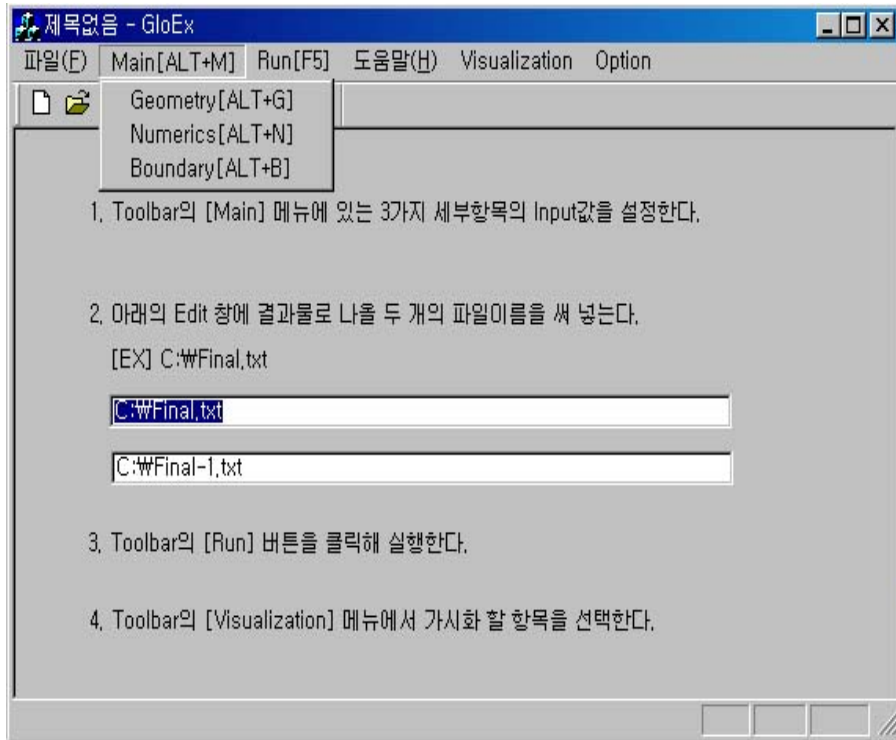 제목없음 - GloEx
파일(F) Main[ALT+M] Run[F5] 도움말(H) Visualization Option
Geometry[ALT+G]
Numerics[ALT+N]
Boundary[ALT+B]
1. Toolbar의 [Main] 메뉴에 있는 3가지 세부항목의 Input값을 설정한다.
2. 아래의 Edit 창에 결과물로 나올 두 개의 파일이름을 써 넣는다.
[EX] C:₩Final.txt
C:₩Final.txt
C:₩Final-1.txt
3. Toolbar의 [Run] 버튼을 클릭해 실행한다.
4. Toolbar의 [Visualization] 메뉴에서 가시화 할 항목을 선택한다.